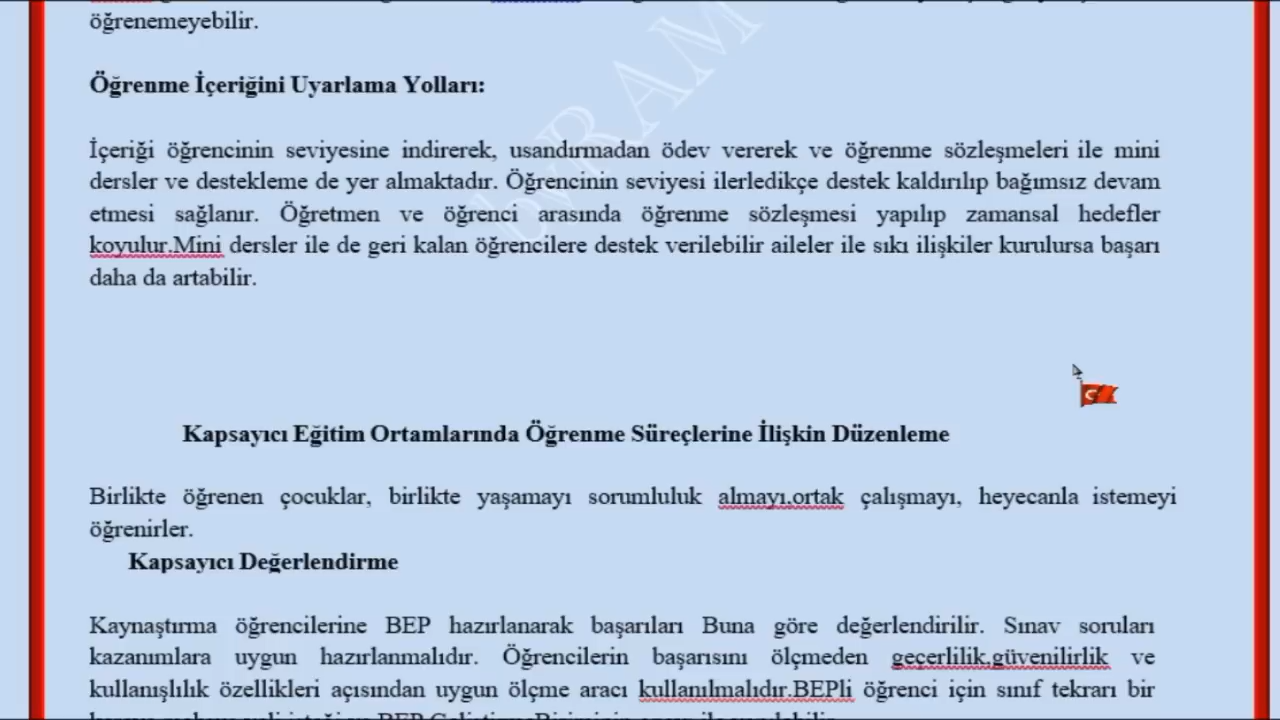 öğrenemeyebilir.
Öğrenme İçeriğini Uyarlama Yolları:
İçeriği öğrencinin seviyesine indirerek, usandırmadan ödev vererek ve öğrenme sözleşmeleri ile mini
dersler ve destekleme de yer almaktadır. Öğrencinin seviyesi ilerledikçe destek kaldırılıp bağımsız devam
etmesi sağlanır. Öğretmen ve öğrenci arasında öğrenme sözleşmesi yapılıp zamansal hedefler
koyulur.Mini dersler ile de geri kalan öğrencilere destek verilebilir aileler ile sıkı ilişkiler kurulursa başarı
daha da artabilir.
byRAM
Kapsayıcı Eğitim Ortamlarında Öğrenme Süreçlerine İlişkin Düzenleme
Birlikte öğrenen çocuklar, birlikte yaşamayı sorumluluk almayı,ortak çalışmayı, heyecanla istemeyi
öğrenirler.
Kapsayıcı Değerlendirme
Kaynaştırma öğrencilerine BEP hazırlanarak başarıları Buna göre değerlendirilir. Sınav soruları
kazanımlara uygun hazırlanmalıdır. Öğrencilerin başarısını ölçmeden geçerlilik,güvenilirlik ve
kullanışlılık özellikleri açısından uygun ölçme aracı kullanılmalıdır.BEPli öğrenci için sınıf tekrarı bir